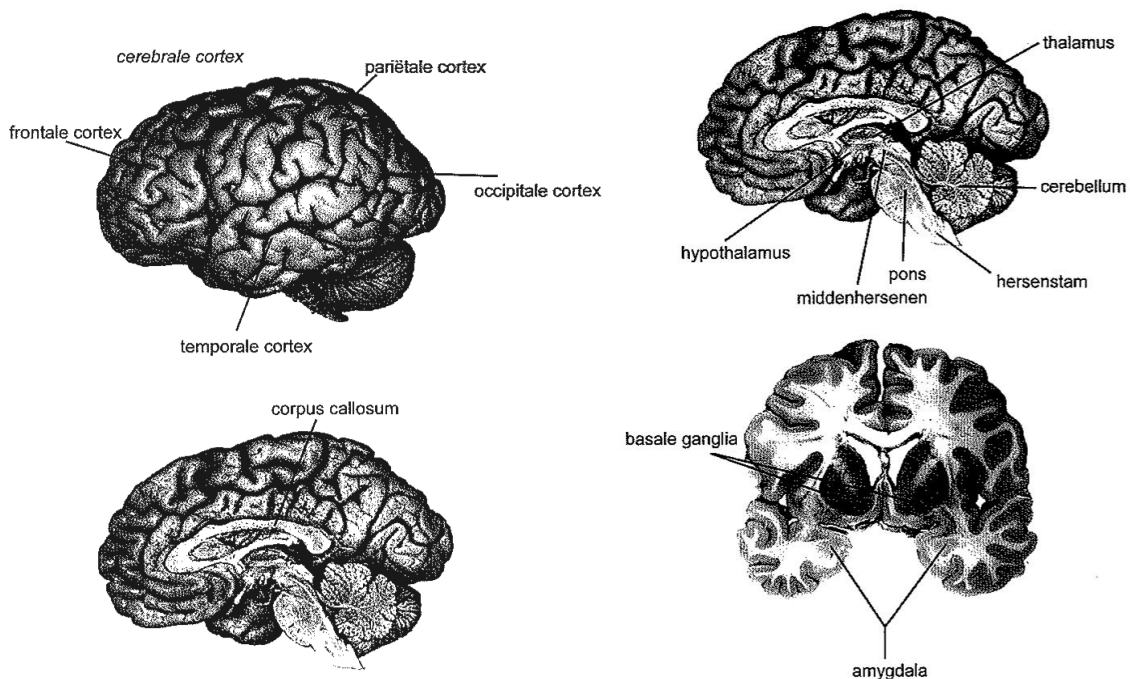 cerebrale cortex
pariëtale cortex
frontale cortex
occipitale cortex
temporale cortex
thalamus
cerebellum
hypothalamus
pons
hersenstam
middenhersenen
corpus callosum
basale ganglia
amygdala